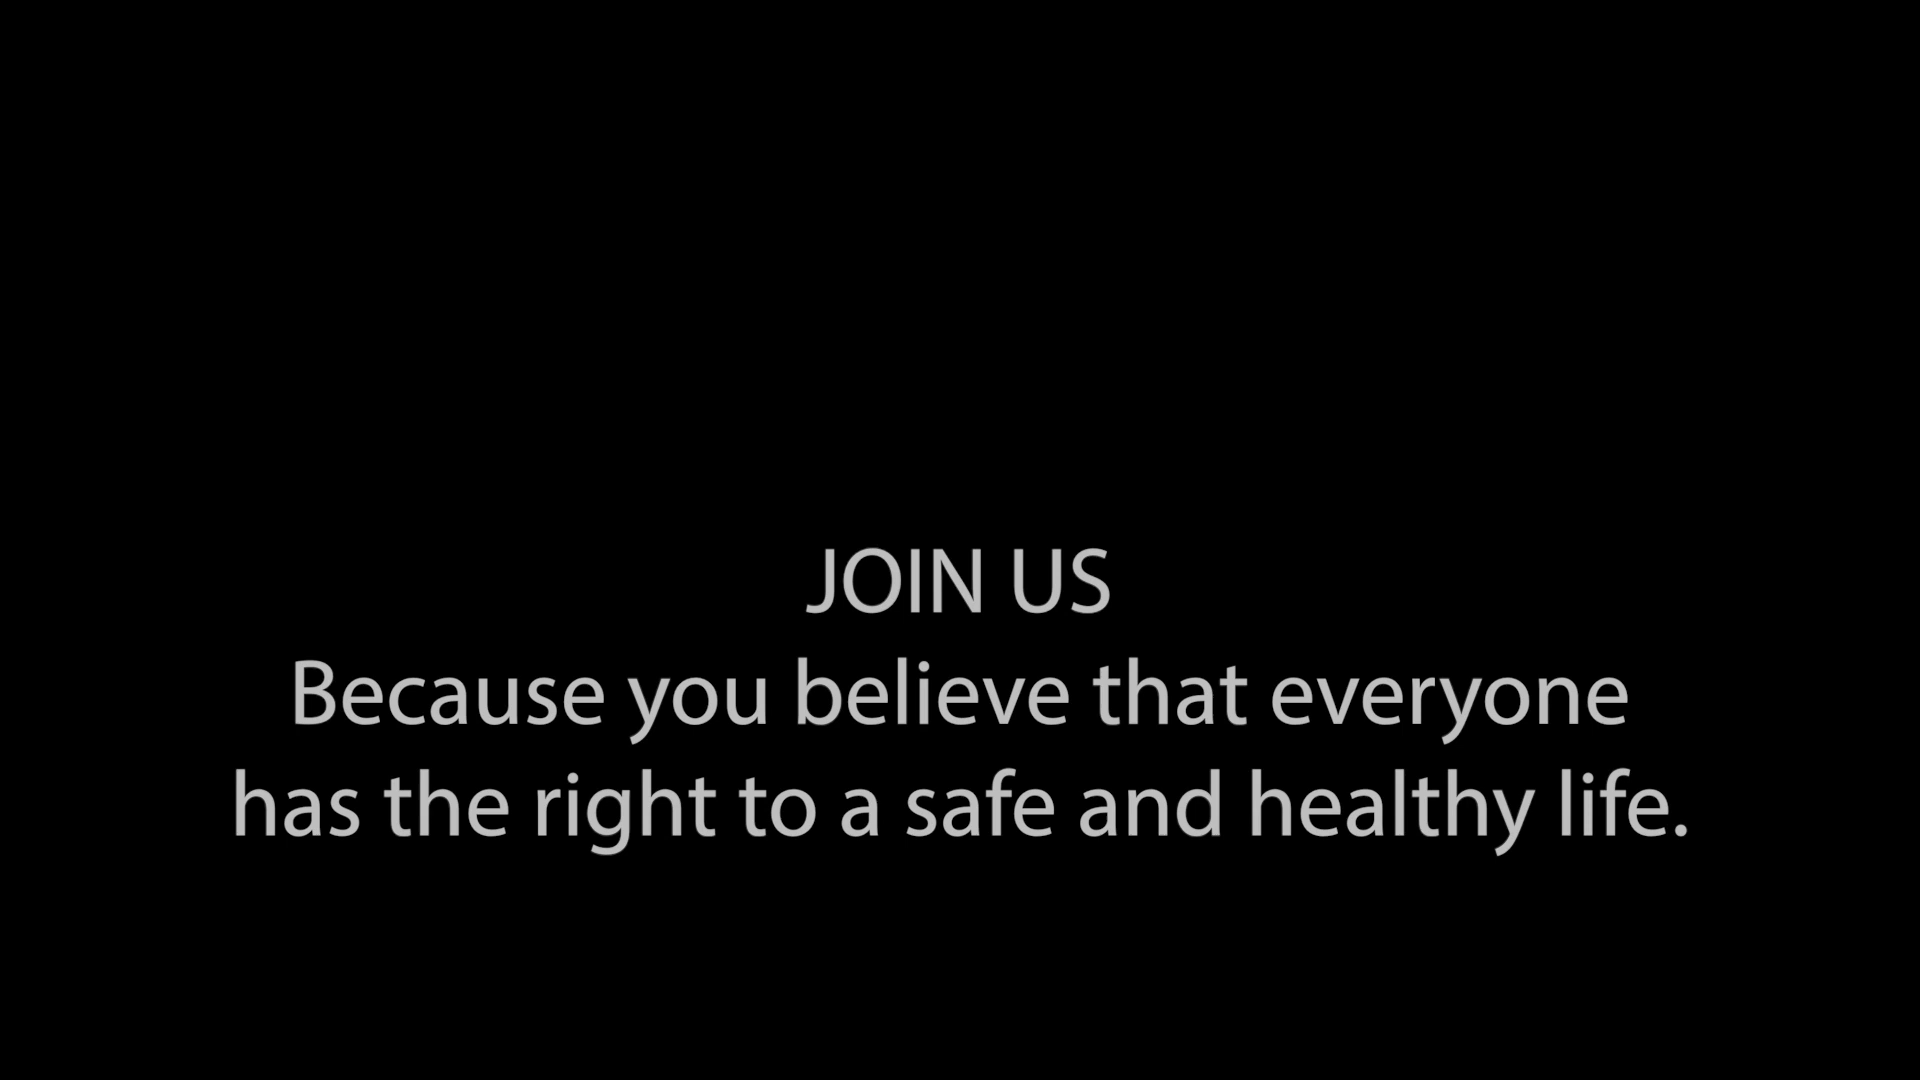 JOIN US
Because you believe that everyone
has the right to a safe and healthy life.